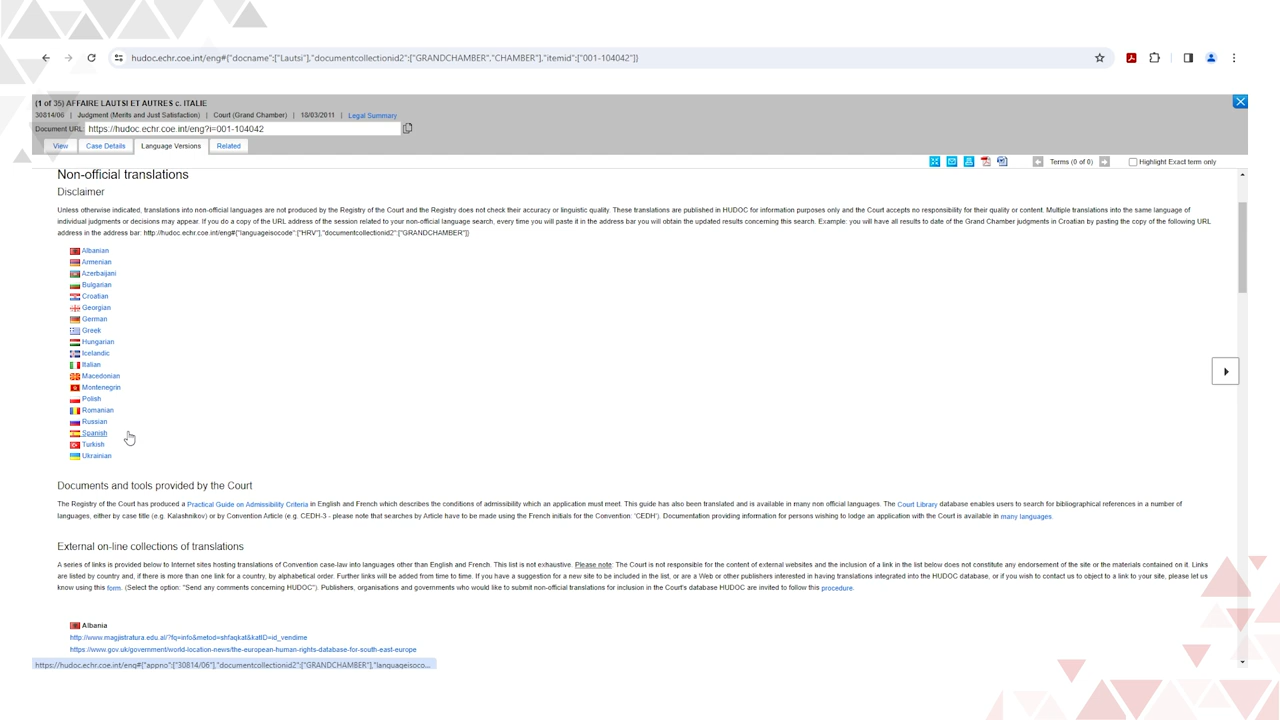 hudoc.echr.coe.int/eng#{"docname":["Lautsi"],"documentcollectionid2":["GRANDCHAMBER","CHAMBER"],"itemid":["001-104042"]}
(1 of 35) AFFAIRE LAUTSI ET AUTRES c. ITALIE
30814/06 | Judgment (Merits and Just Satisfaction) | Court (Grand Chamber) | 18/03/2011 | Legal Summary
Document URL: https://hudoc.echr.coe.int/eng?i=001-104042
View Case Details Language Versions Related
Terms (0 of 0) Highlight Exact term only
Non-official translations
Disclaimer
Unless otherwise indicated, translations into non-official languages are not produced by the Registry of the Court and the Registry does not check their accuracy or linguistic quality. These translations are published in HUDOC for information purposes only and the Court accepts no responsibility for their quality or content. Multiple translations into the same language of
individual judgments or decisions may appear. If you do a copy of the URL address of the session related to your non-official language search, every time you will paste it in the address bar you will obtain the updated results concerning this search. Example: you will have all results to date of the Grand Chamber judgments in Croatian by pasting the copy of the following URL
address in the address bar: http://hudoc.echr.coe.int/eng#{"languageisocode":["HRV"],"documentcollectionid2":["GRANDCHAMBER"]}
Albanian
Armenian
Azerbaijani
Bulgarian
Croatian
Georgian
German
Greek
Hungarian
Icelandic
Italian
Macedonian
Montenegrin
Polish
Romanian
Russian
Spanish
Turkish
Ukrainian
Documents and tools provided by the Court
The Registry of the Court has produced a Practical Guide on Admissibility Criteria in English and French which describes the conditions of admissibility which an application must meet. This guide has also been translated and is available in many non official languages. The Court Library database enables users to search for bibliographical references in a number of
languages, either by case title (e.g. Kalashnikov) or by Convention Article (e.g. CEDH-3 - please note that searches by Article have to be made using the French initials for the Convention: 'CEDH'). Documentation providing information for persons wishing to lodge an application with the Court is available in many languages.
External on-line collections of translations
A series of links is provided below to Internet sites hosting translations of Convention case-law into languages other than English and French. This list is not exhaustive. Please note: The Court is not responsible for the content of external websites and the inclusion of a link in the list below does not constitute any endorsement of the site or the materials contained on it. Links
are listed by country and, if there is more than one link for a country, by alphabetical order. Further links will be added from time to time. If you have a suggestion for a new site to be included in the list, or are a Web or other publishers interested in having translations integrated into the HUDOC database, or if you wish to contact us to object to a link to your site, please let us
know using this form. (Select the option: "Send any comments concerning HUDOC"). Publishers, organisations and governments who would like to submit non-official translations for inclusion in the Court's database HUDOC are invited to follow this procedure.
Albania
http://www.magjistratura.edu.al/?fq=info&metod=shfaqkat&katID=id_vendime
https://www.gov.uk/government/world-location-news/the-european-human-rights-database-for-south-east-europe
https://hudoc.echr.coe.int/eng#{"appno":["30814/06"],"documentcollectionid2":["GRANDCHAMBER"],"languageisoco...